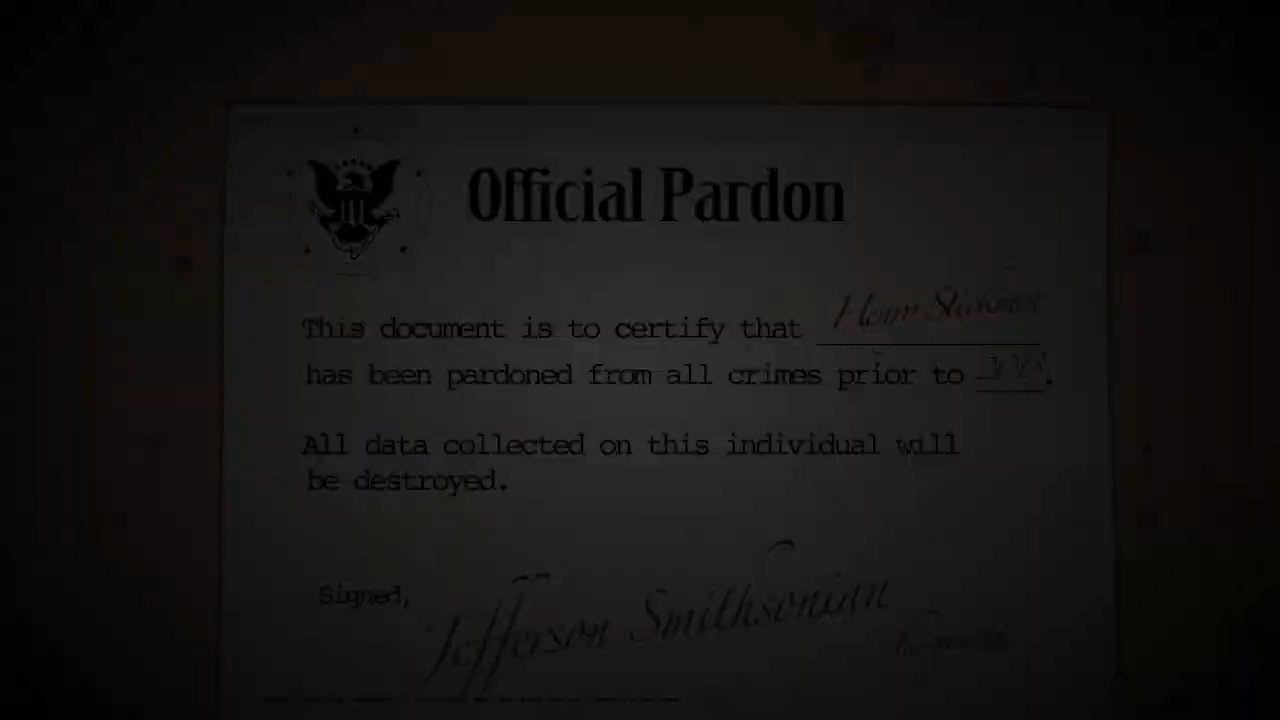 Official Pardon
This document is to certify that
has been pardoned from all crimes prior to
All data collected on this individual will
be destroyed.
Signed,
Jefferson Smithsonian